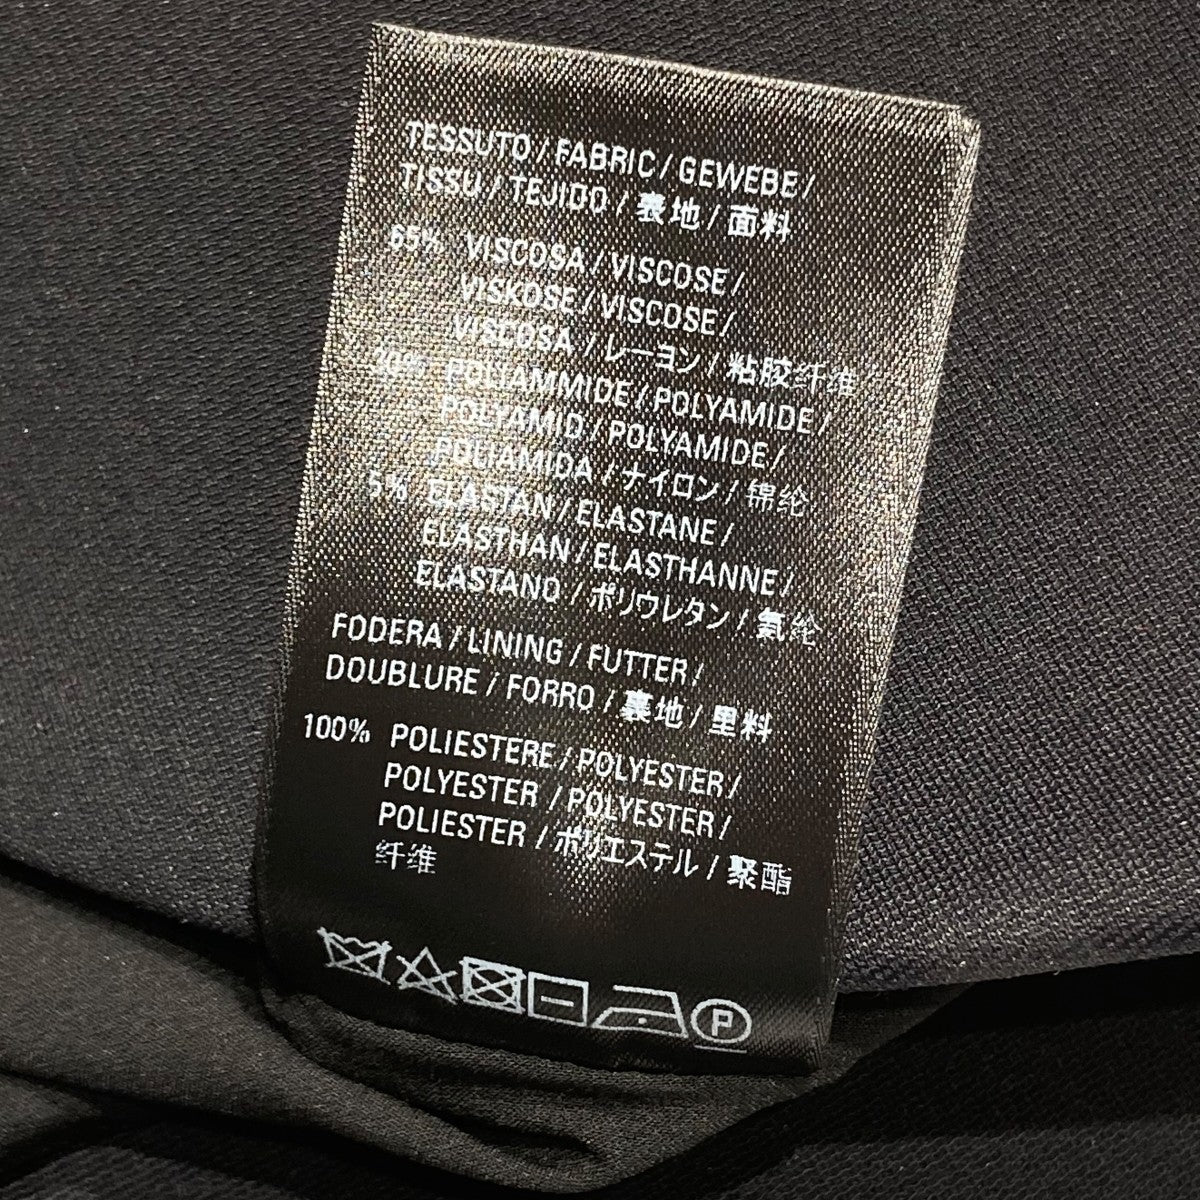 TESSUTO / FABRIC / GEWEBE /
TISSU / TEJIDO / 表地 / 面料
65% VISCOSA / VISCOSE /
VISKOSE / VISCOSE /
VISCOSA / レーヨン / 粘胶纤维
30% POLIAMMIDE / POLYAMIDE /
POLYAMID / POLYAMIDE /
POLIAMIDA / ナイロン / 锦纶
5% ELASTAN / ELASTANE /
ELASTHAN / ELASTHANNE /
ELASTANO / ポリウレタン / 氨纶
FODERA / LINING / FUTTER /
DOUBLURE / FORRO / 裏地 / 里料
100% POLIESTERE / POLYESTER /
POLYESTER / POLYESTER /
POLIESTER / ポリエステル / 聚酯
纤维
P